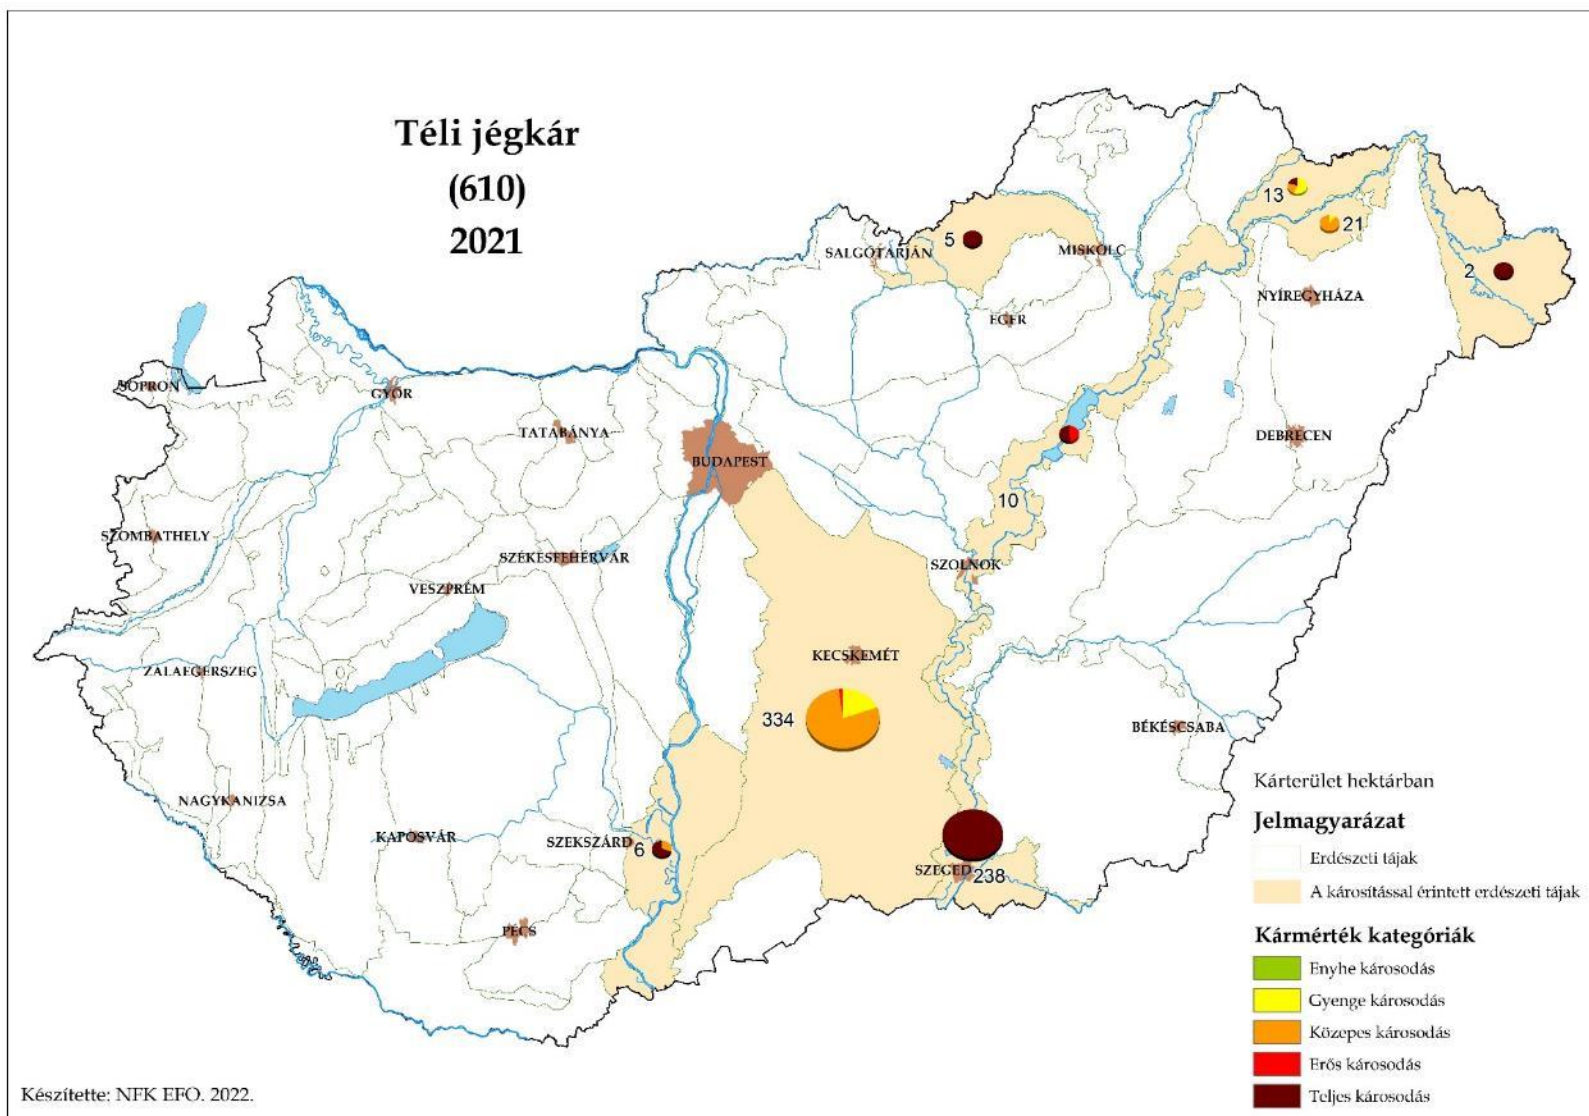 Téli jégkár
(610)
2021
13
21
5
SALGÓTARJÁN
MISKOLC
2
NYÍREGYHÁZA
EGER
SOPRON
GYŐR
TATABÁNYA
DEBRECEN
BUDAPEST
10
SZOMBATHELY
SZÉKESFEHÉRVÁR
SZOLNOK
VESZPRÉM
KECSKEMÉT
ZALAEGERSZEG
334
BÉKÉSCSABA
NAGYKANIZSA
KAPOSVÁR
SZEKSZÁRD
6
SZEGED
238
PÉCS
Kárterület hektárban
Jelmagyarázat
Erdészeti tájak
A károsítással érintett erdészeti tájak
Kármérték kategóriák
Enyhe károsodás
Gyenge károsodás
Közepes károsodás
Erős károsodás
Teljes károsodás
Készítette: NFK EFO. 2022.